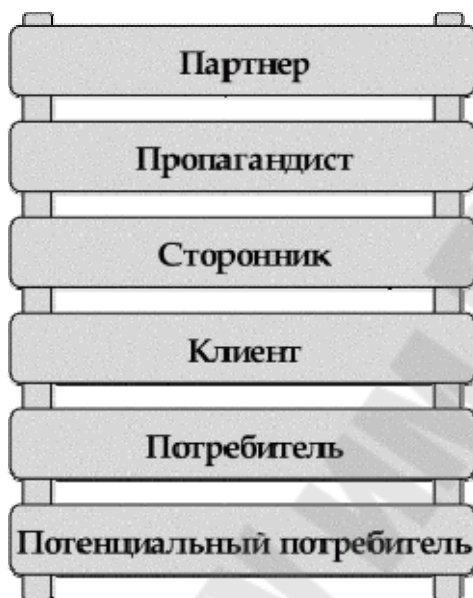 Партнер
Пропагандист
Сторонник
Клиент
Потребитель
Потенциальный потребитель